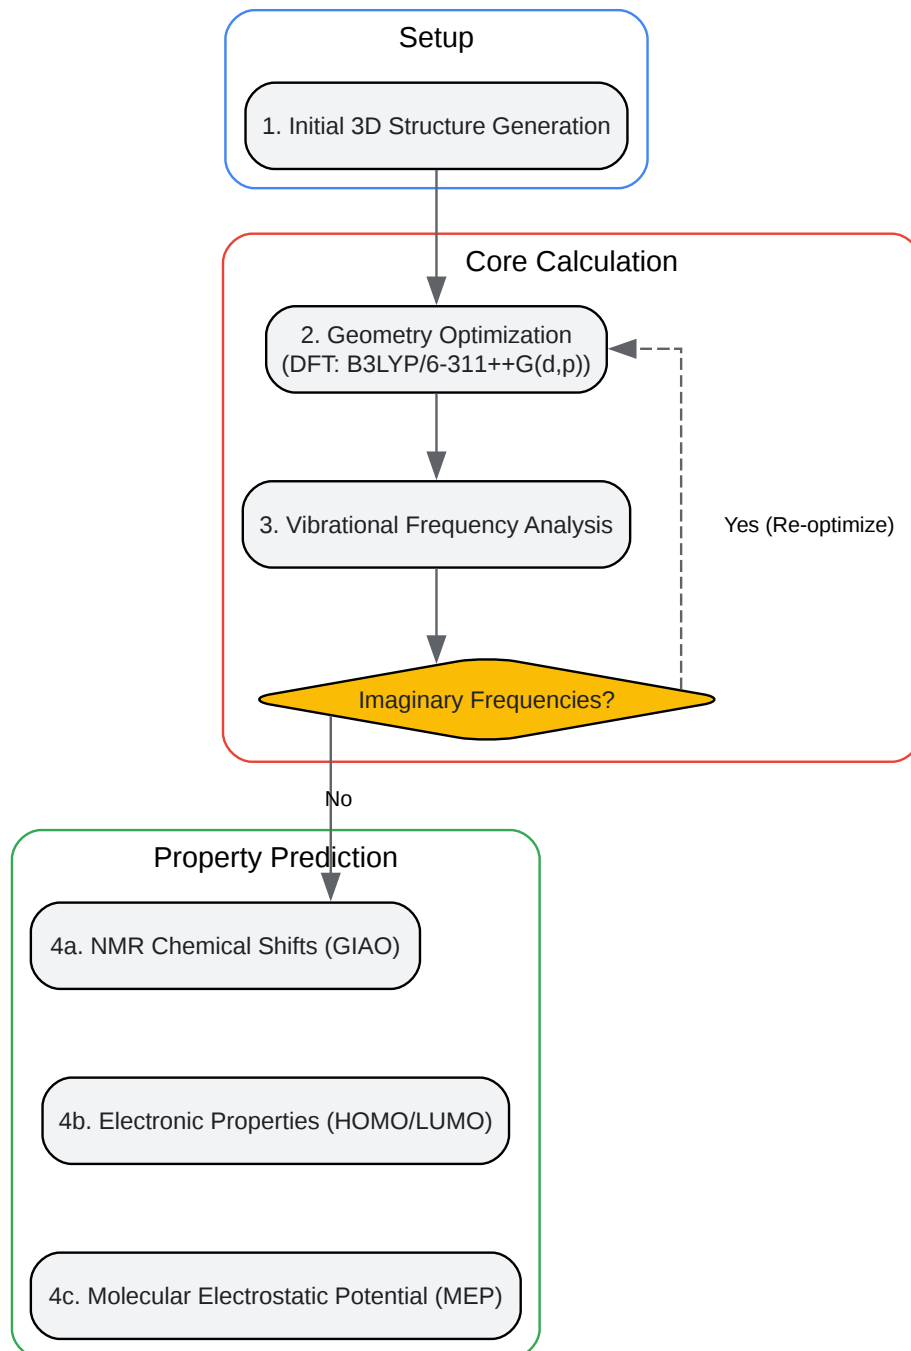 Setup
1. Initial 3D Structure Generation
Core Calculation
2. Geometry Optimization
(DFT: B3LYP/6-311++G(d,p))
3. Vibrational Frequency Analysis
Yes (Re-optimize)
Imaginary Frequencies?
No
Property Prediction
4a. NMR Chemical Shifts (GIAO)
4b. Electronic Properties (HOMO/LUMO)
4c. Molecular Electrostatic Potential (MEP)